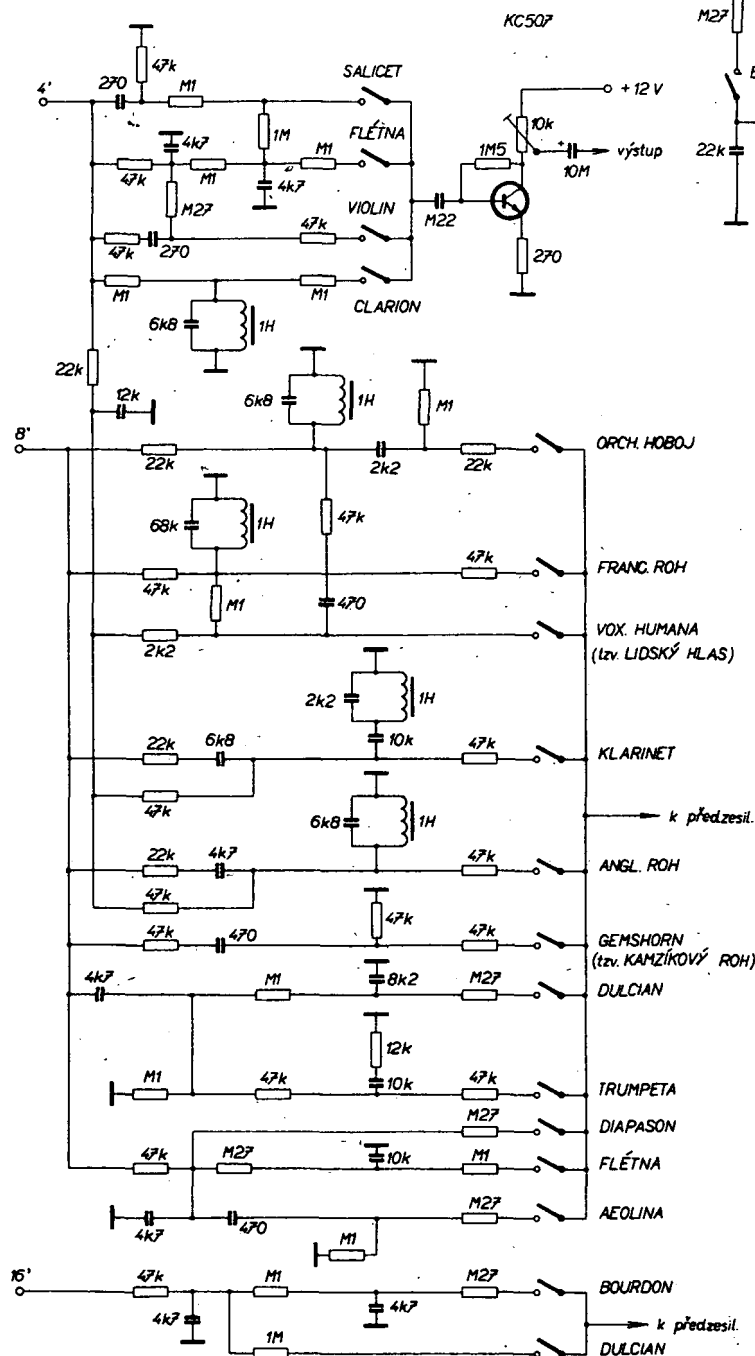 KC507
M27
47k
4'
270
M1
SALICET
+12 V
1M
10k
4k7
FLÉTNA
1M5
+
výstup
47k
M1
M1
10M
4k7
22k
M27
VIOLIN
M22
47k
270
47k
270
M1
M1
CLARION
6k8
1H
22k
12k
6k8
1H
M1
8'
22k
2k2
22k
ORCH. HOBOJ
68k
1H
47k
47k
47k
FRANC. ROH
M1
470
2k2
VOX. HUMANA
(tzv. LIDSKÝ HLAS)
2k2
1H
22k
6k8
10k
47k
KLARINET
47k
6k8
1H
k předzesil.
22k
4k7
47k
ANGL. ROH
47k
47k
47k
470
47k
GEMSHORN
(tzv. KAMZÍKOVÝ ROH)
4k7
8k2
M1
M27
DULCIAN
12k
M1
47k
10k
47k
TRUMPETA
M27
DIAPASON
47k
M27
10k
M1
FLÉTNA
4k7
470
M27
AEOLINA
M1
16'
47k
M1
M27
BOURDON
4k7
4k7
k předzesil.
1M
DULCIAN